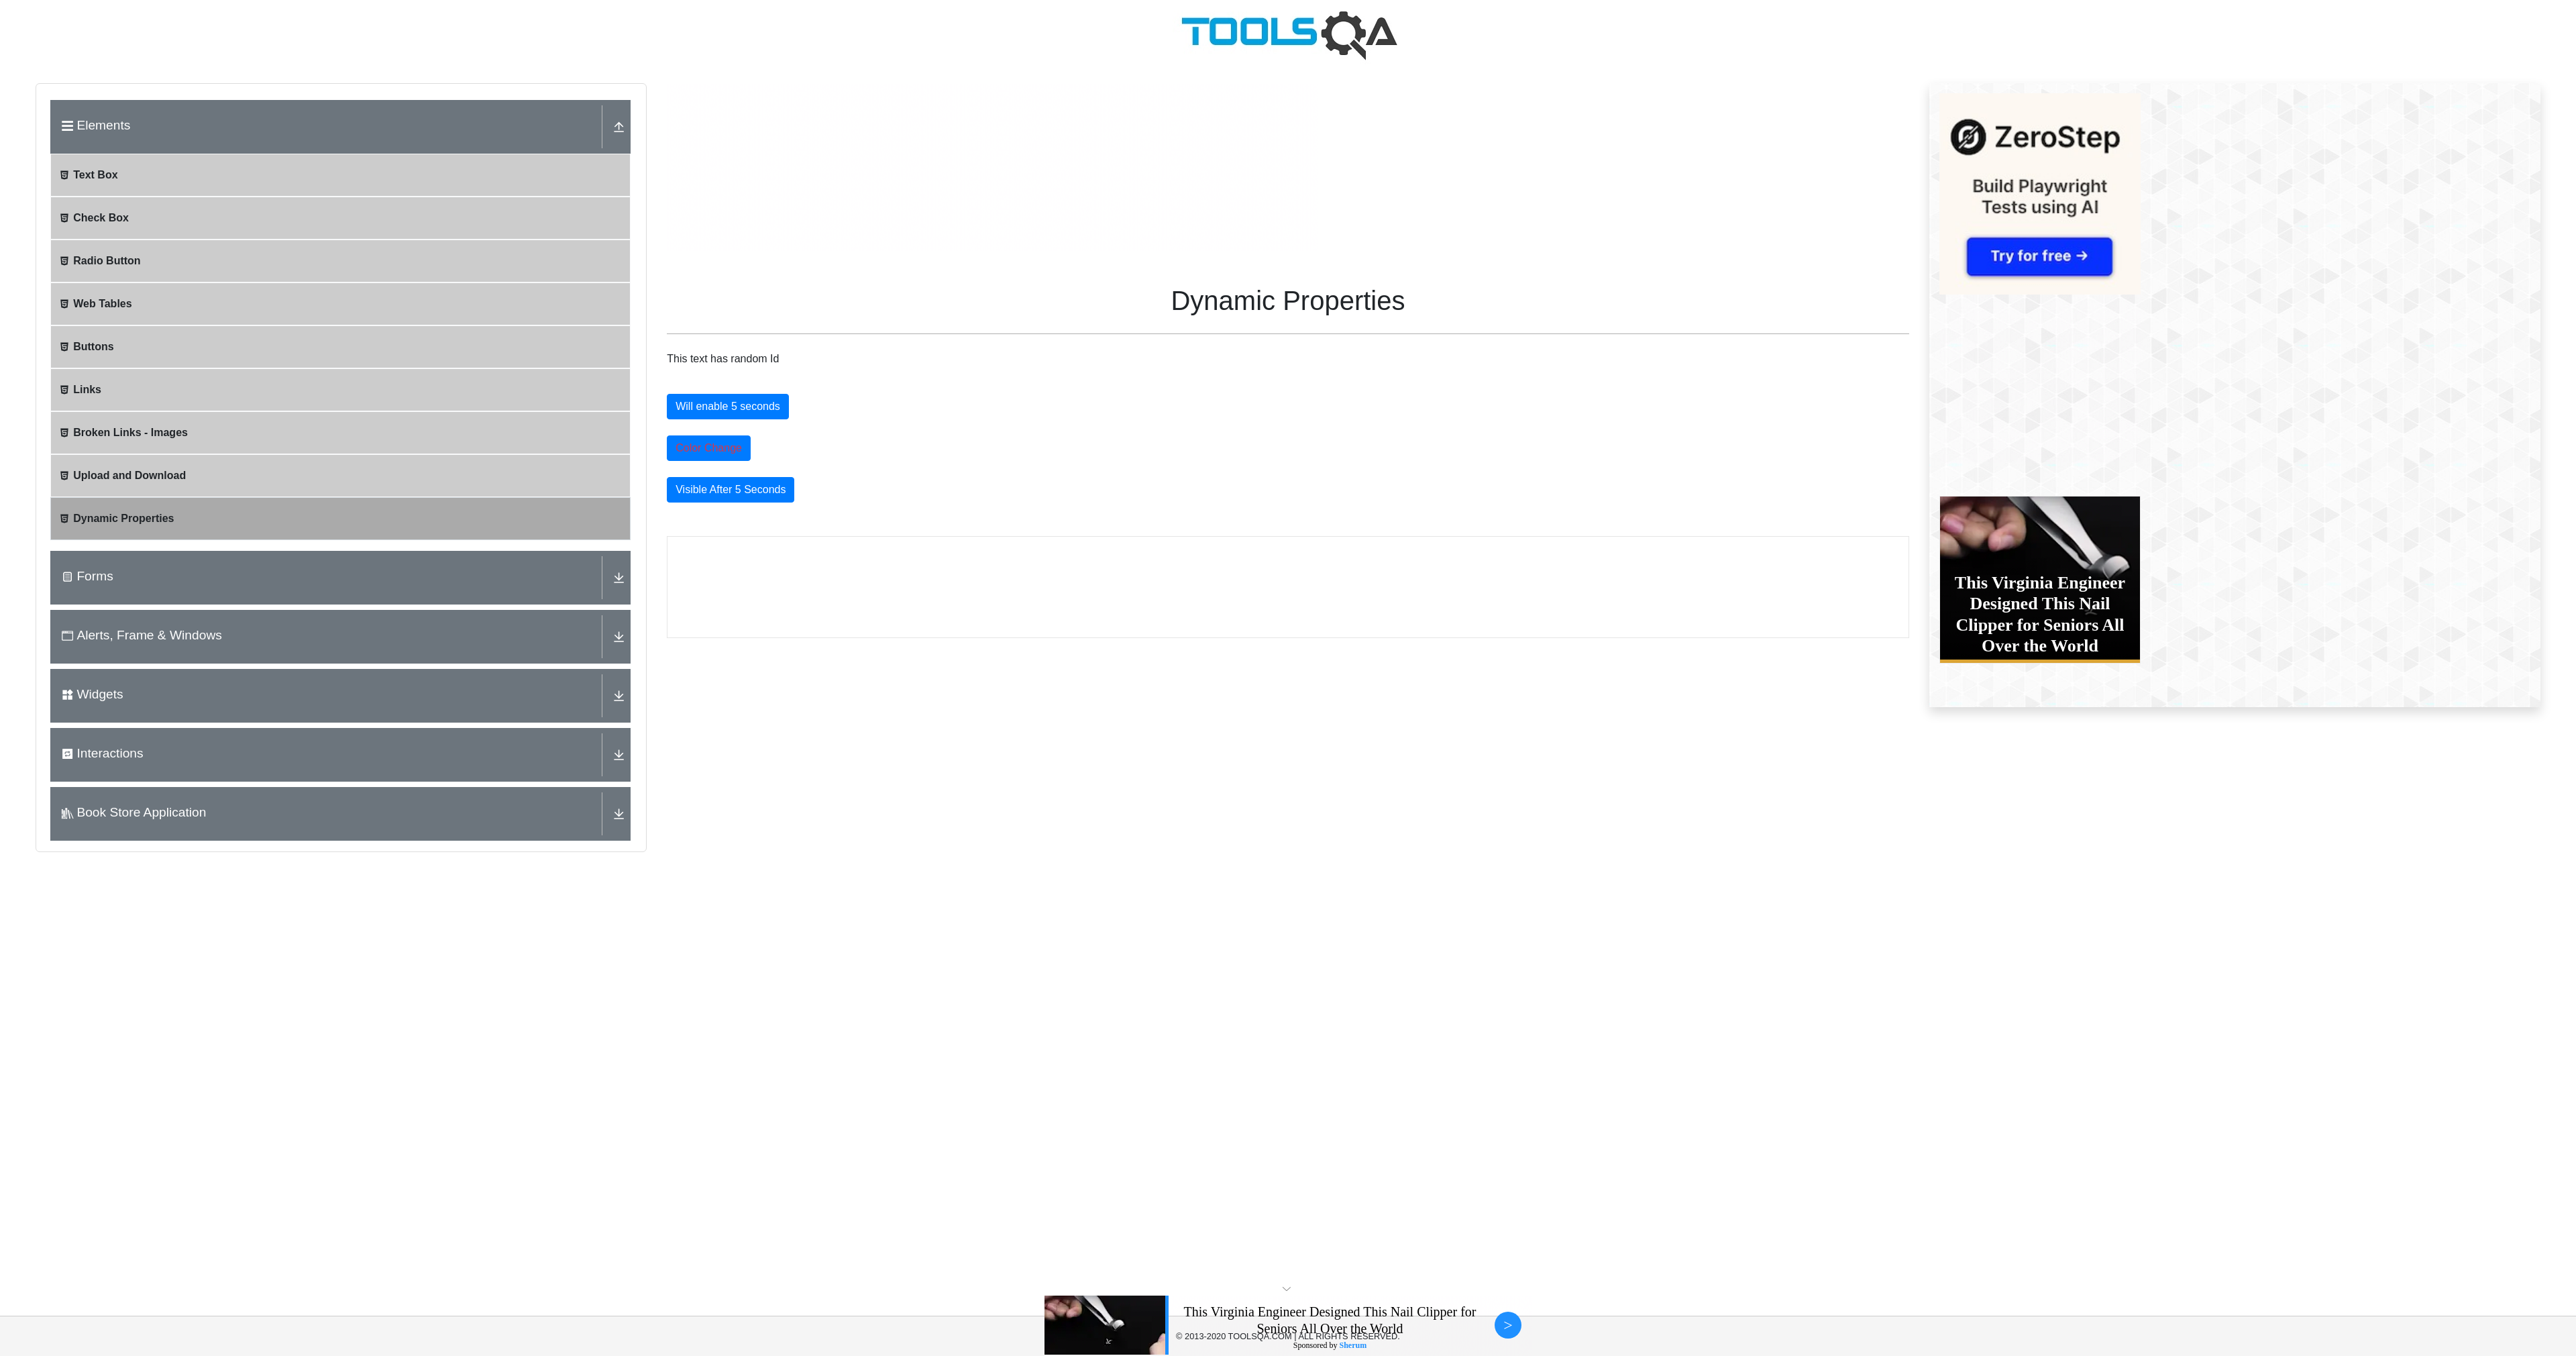 TOOLSQA
Elements
Text Box
Check Box
Radio Button
Web Tables
Buttons
Links
Broken Links - Images
Upload and Download
Dynamic Properties
Forms
Alerts, Frame & Windows
Widgets
Interactions
Book Store Application
Dynamic Properties
This text has random Id
Will enable 5 seconds
Color Change
Visible After 5 Seconds
ZeroStep
Build Playwright
Tests using AI
Try for free →
This Virginia Engineer
Designed This Nail
Clipper for Seniors All
Over the World
This Virginia Engineer Designed This Nail Clipper for
Seniors All Over the World
© 2013-2020 TOOLSQA.COM | ALL RIGHTS RESERVED.
Sponsored by Sherum
>